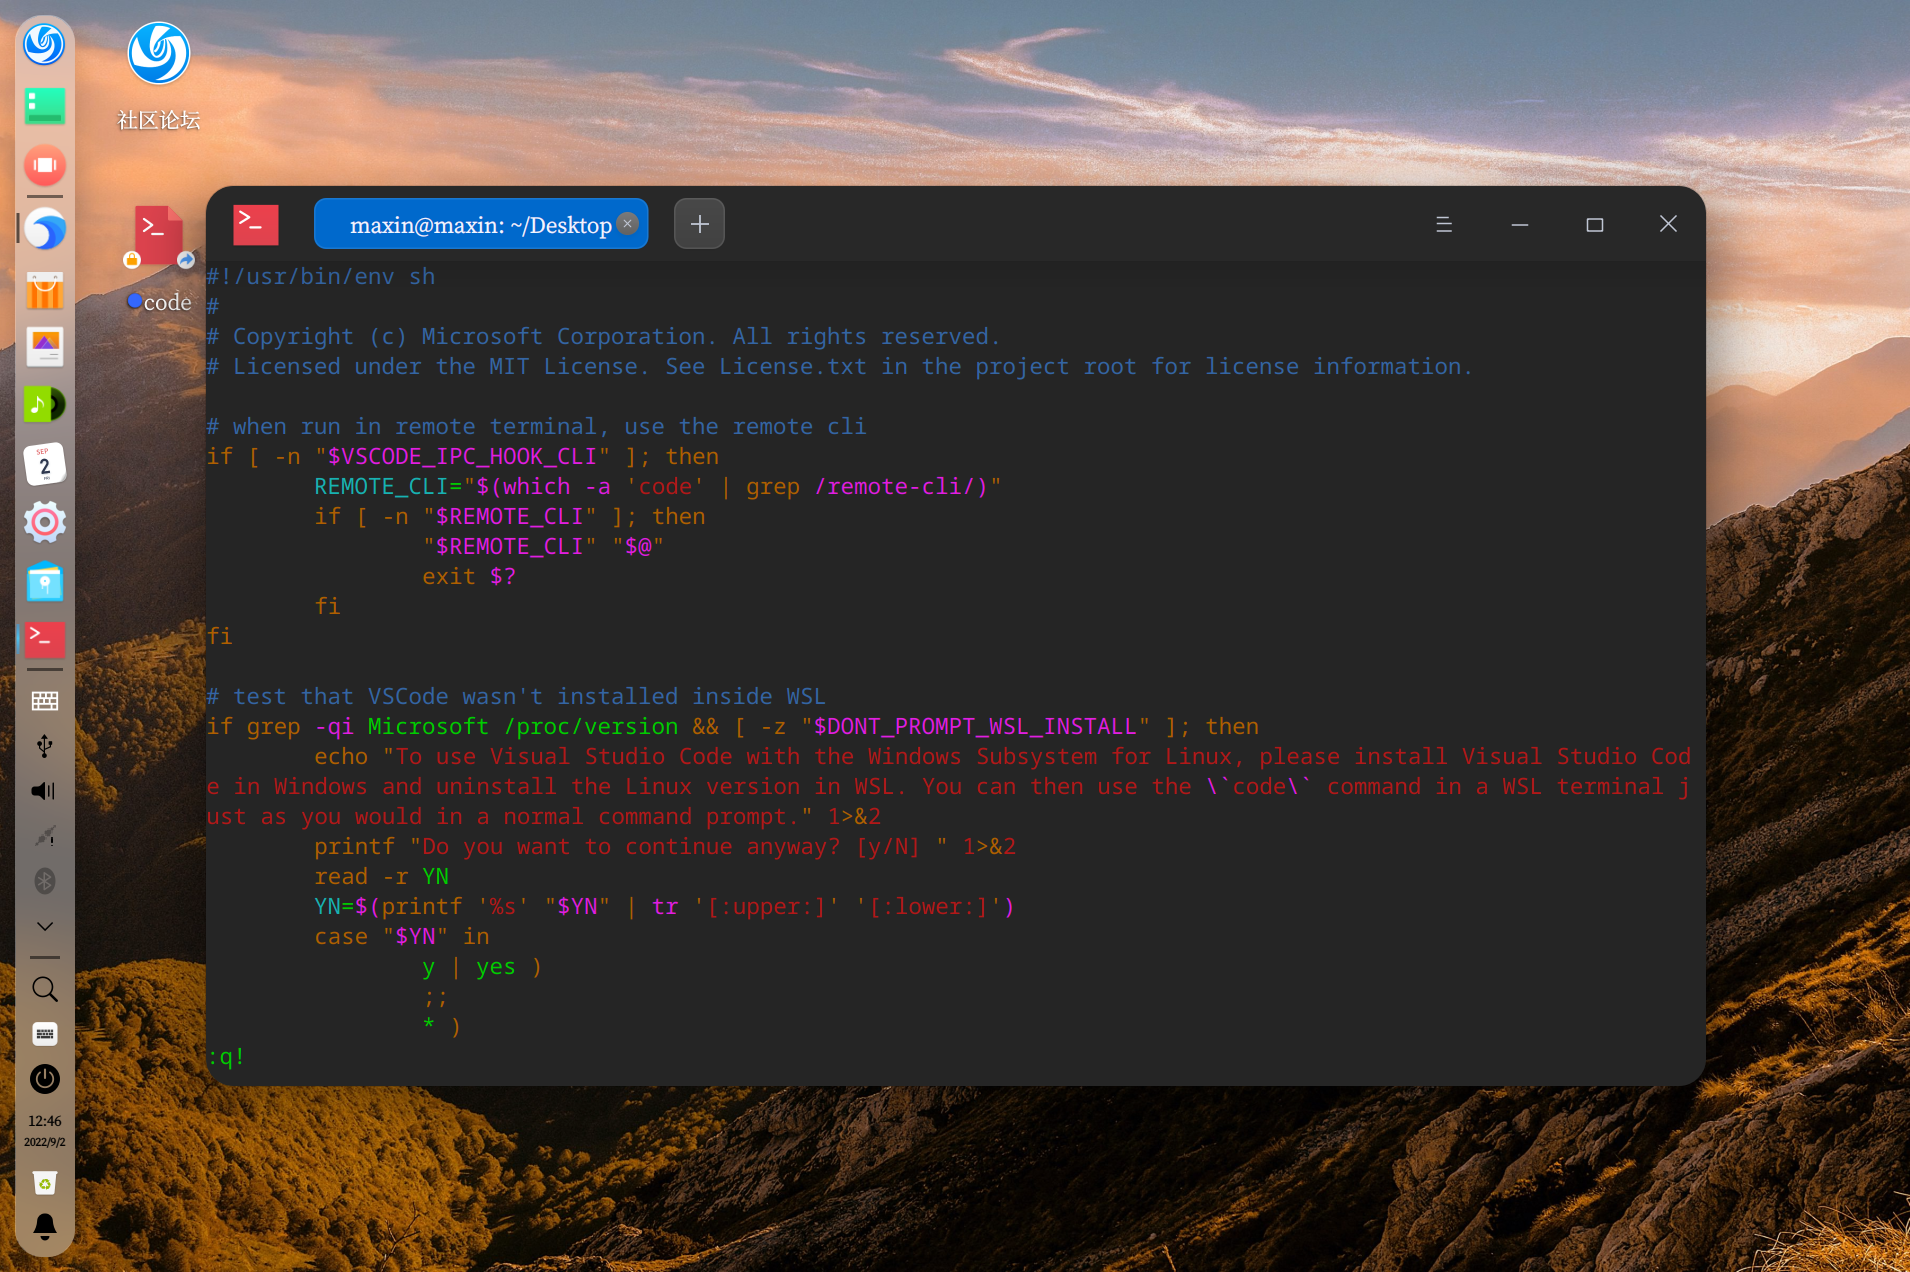 社区论坛
code
maxin@maxin: ~/Desktop
#!/usr/bin/env sh
#
# Copyright (c) Microsoft Corporation. All rights reserved.
# Licensed under the MIT License. See License.txt in the project root for license information.
# when run in remote terminal, use the remote cli
if [ -n "$VSCODE_IPC_HOOK_CLI" ]; then
REMOTE_CLI="$(which -a 'code' | grep /remote-cli/)"
if [ -n "$REMOTE_CLI" ]; then
"$REMOTE_CLI" "$@"
exit $?
fi
fi
# test that VSCode wasn't installed inside WSL
if grep -qi Microsoft /proc/version && [ -z "$DONT_PROMPT_WSL_INSTALL" ]; then
echo "To use Visual Studio Code with the Windows Subsystem for Linux, please install Visual Studio Cod
e in Windows and uninstall the Linux version in WSL. You can then use the \`code\` command in a WSL terminal j
ust as you would in a normal command prompt." 1>&2
printf "Do you want to continue anyway? [y/N] " 1>&2
read -r YN
YN=$(printf '%s' "$YN" | tr '[:upper:]' '[:lower:]')
case "$YN" in
y | yes )
;;
* )
:q!
SEP
2
12:46
2022/9/2